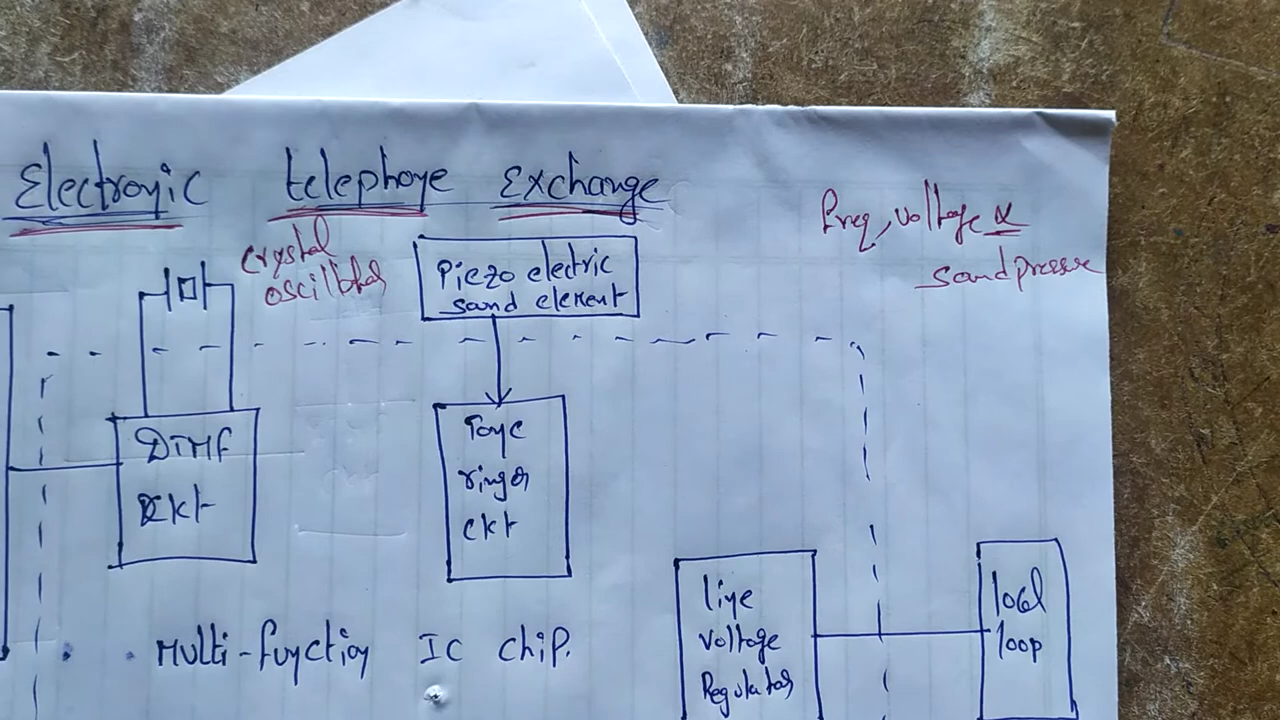 Electronic telephone Exchange
Freq, voltage ∝
sound pressure
crystal
oscillator
Piezo electric
sound element
DTMF
ckt
Tone
ringer
ckt
Multi-function IC chip.
line
voltage
Regulator
local
loop